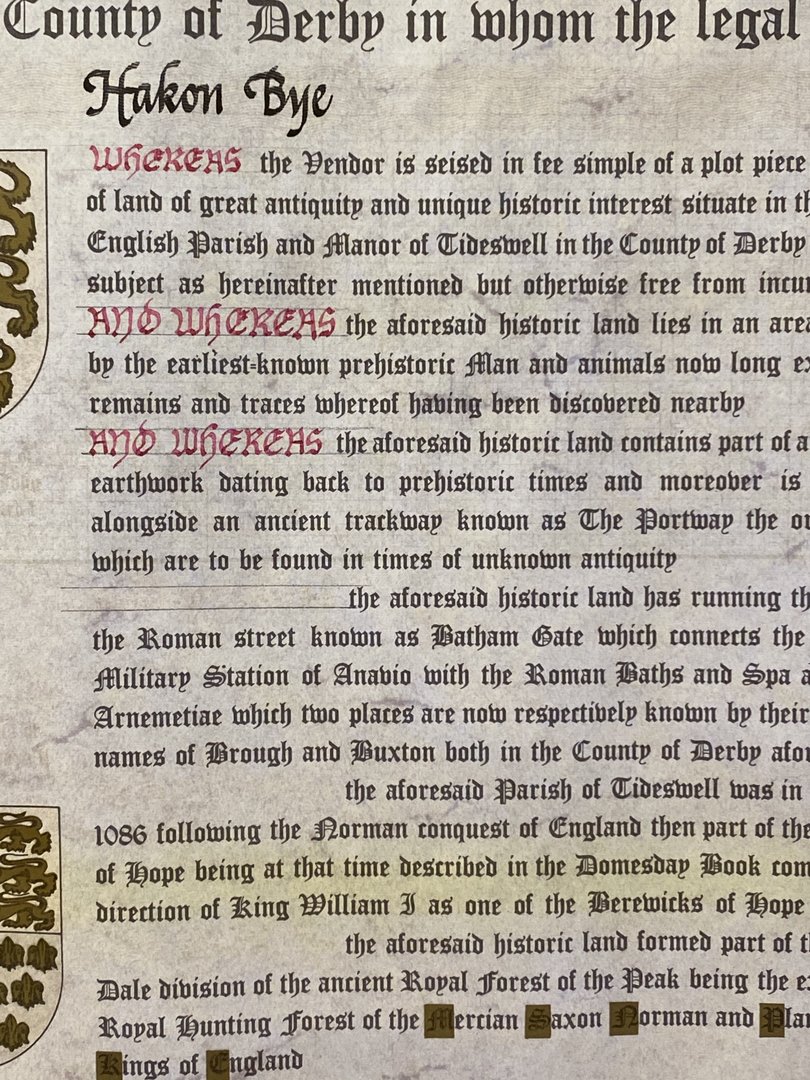 County of Derby in whom the legal
Hakon Bye
WHEREAS the Vendor is seised in fee simple of a plot piece
of land of great antiquity and unique historic interest situate in th
English Parish and Manor of Tideswell in the County of Derby
subject as hereinafter mentioned but otherwise free from incum
AND WHEREAS the aforesaid historic land lies in an area
by the earliest-known prehistoric Man and animals now long ex
remains and traces whereof having been discovered nearby
AND WHEREAS the aforesaid historic land contains part of a
earthwork dating back to prehistoric times and moreover is
alongside an ancient trackway known as The Portway the or
which are to be found in times of unknown antiquity
the aforesaid historic land has running th
the Roman street known as Batham Gate which connects the
Military Station of Anavio with the Roman Baths and Spa a
Arnemetiae which two places are now respectively known by their
names of Brough and Buxton both in the County of Derby afor
the aforesaid Parish of Tideswell was in
1086 following the Norman conquest of England then part of the
of Hope being at that time described in the Domesday Book com
direction of King William I as one of the Berewicks of Hope
the aforesaid historic land formed part of th
Dale division of the ancient Royal Forest of the Peak being the ex
Royal Hunting Forest of the Mercian Saxon Norman and Plan
Kings of England